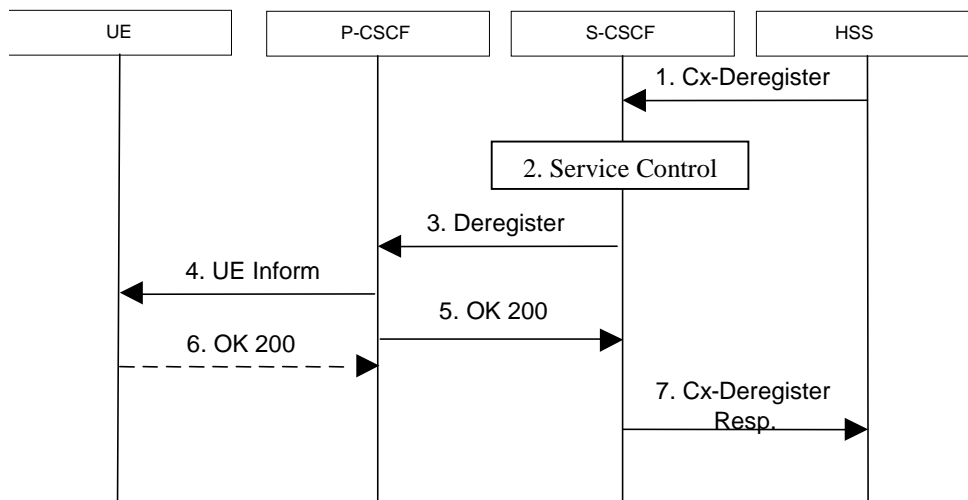 UE
P-CSCF
S-CSCF
HSS
1. Cx-Deregister
2. Service Control
3. Deregister
4. UE Inform
5. OK 200
6. OK 200
7. Cx-Deregister
Resp.